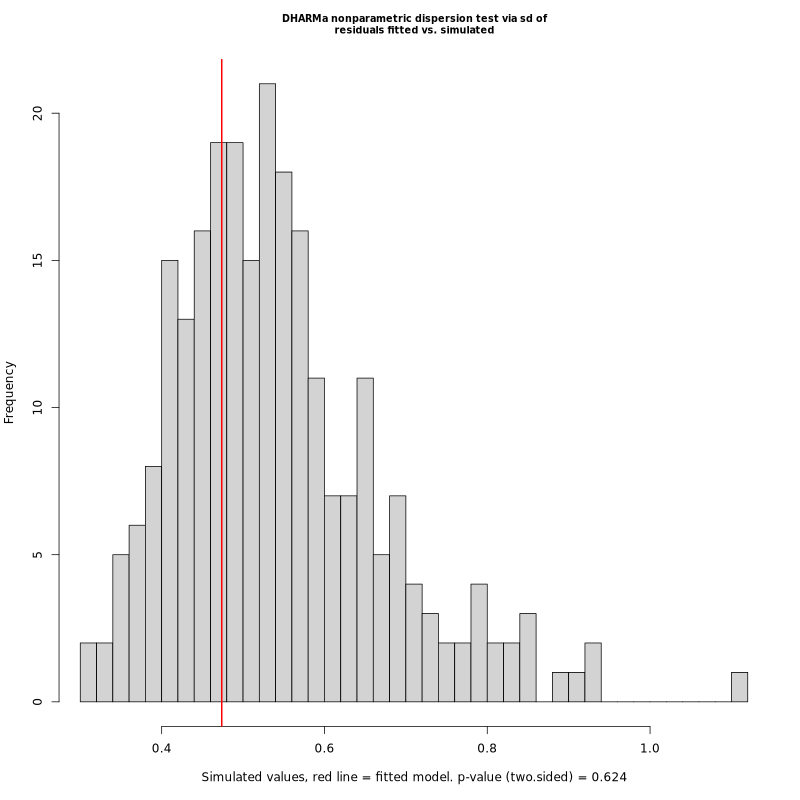 DHARMa nonparametric dispersion test via sd of
residuals fitted vs. simulated
Frequency
20
15
10
5
0
0.4
0.6
0.8
1.0
Simulated values, red line = fitted model. p-value (two.sided) = 0.624